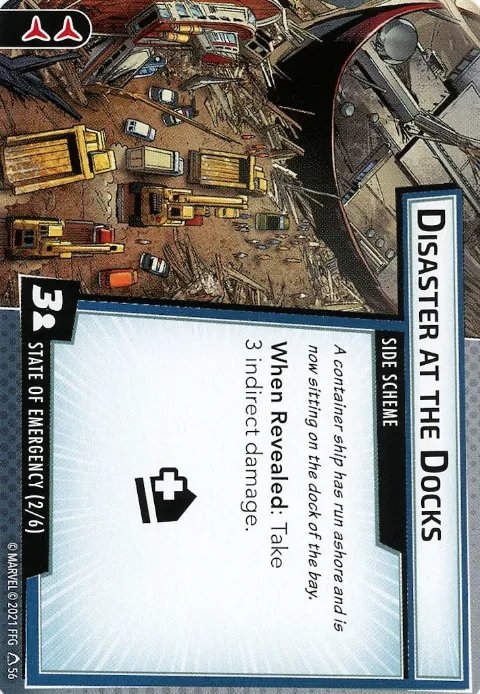 DISASTER AT THE DOCKS
SIDE SCHEME
A container ship has run ashore and is
now sitting on the dock of the bay.
When Revealed: Take
3 indirect damage.
3
STATE OF EMERGENCY (2/6)
© MARVEL © 2021 FFG 56